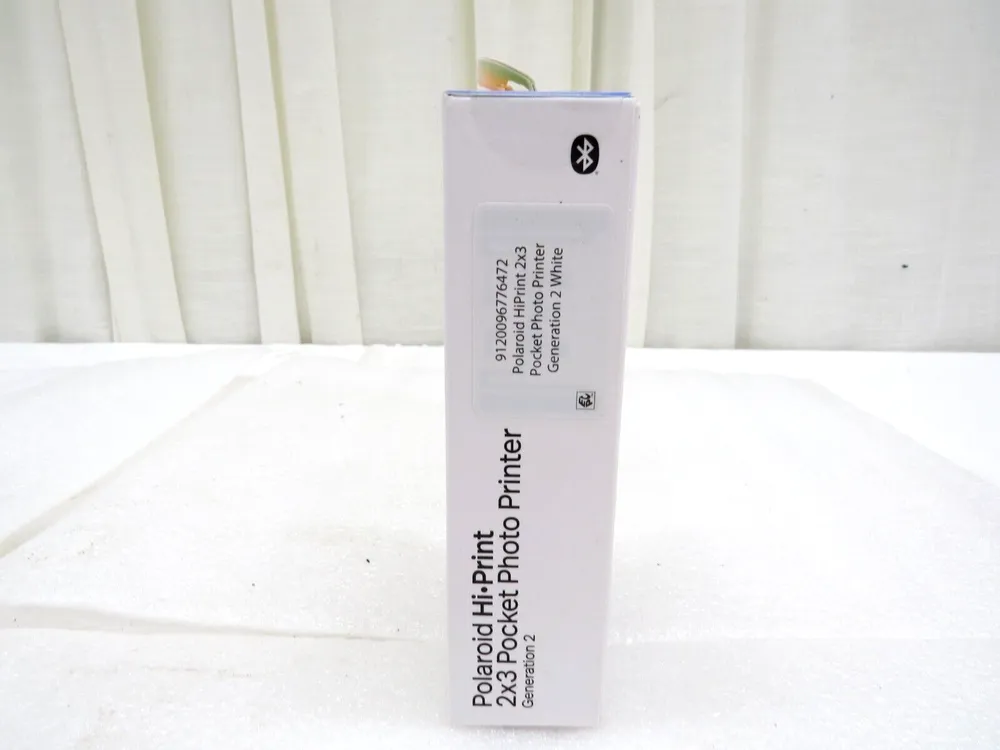 9120096776472
Polaroid HiPrint 2x3
Pocket Photo Printer
Generation 2 White
Polaroid Hi•Print
2x3 Pocket Photo Printer
Generation 2